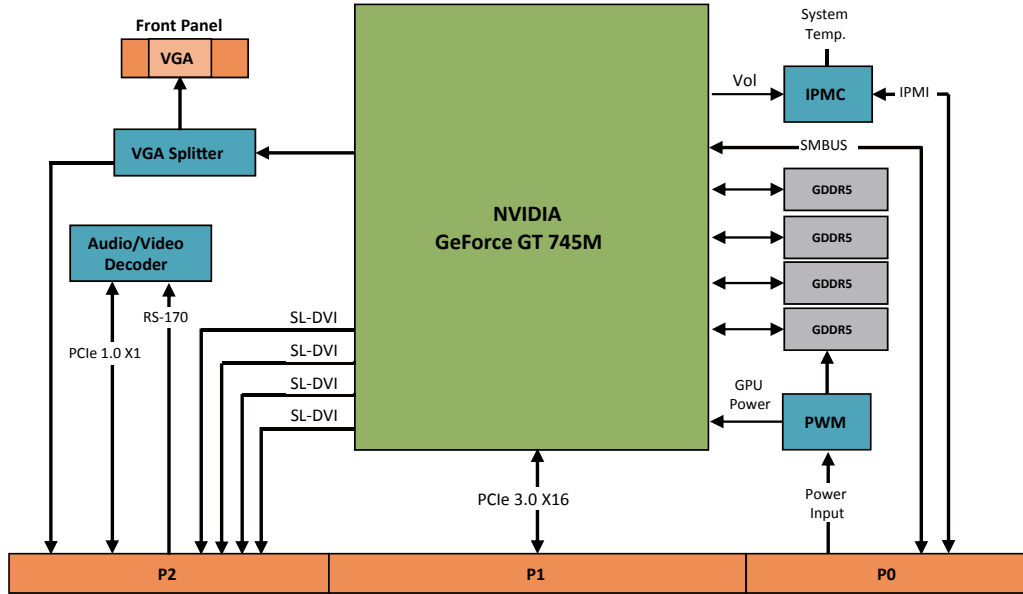 Front Panel
VGA
VGA Splitter
Audio/Video
Decoder
RS-170
PCIe 1.0 X1
SL-DVI
SL-DVI
SL-DVI
SL-DVI
NVIDIA
GeForce GT 745M
PCIe 3.0 X16
System
Temp.
Vol
IPMC
IPMI
SMBUS
GDDR5
GDDR5
GDDR5
GDDR5
GPU
Power
PWM
Power
Input
P2
P1
P0